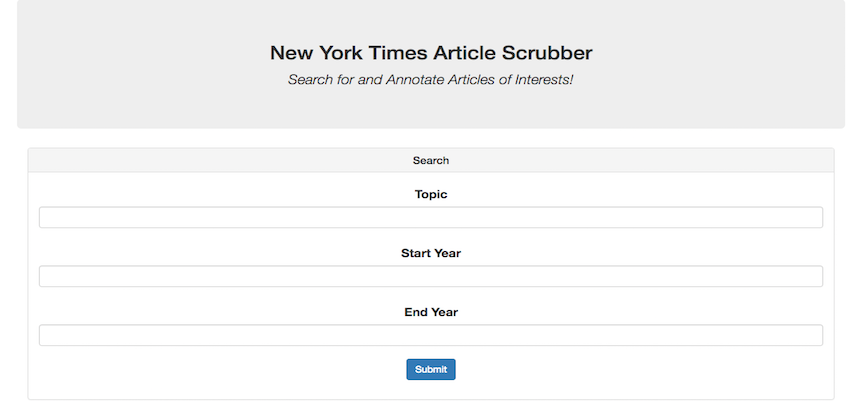 New York Times Article Scrubber
Search for and Annotate Articles of Interests!
Search
Topic
Start Year
End Year
Submit